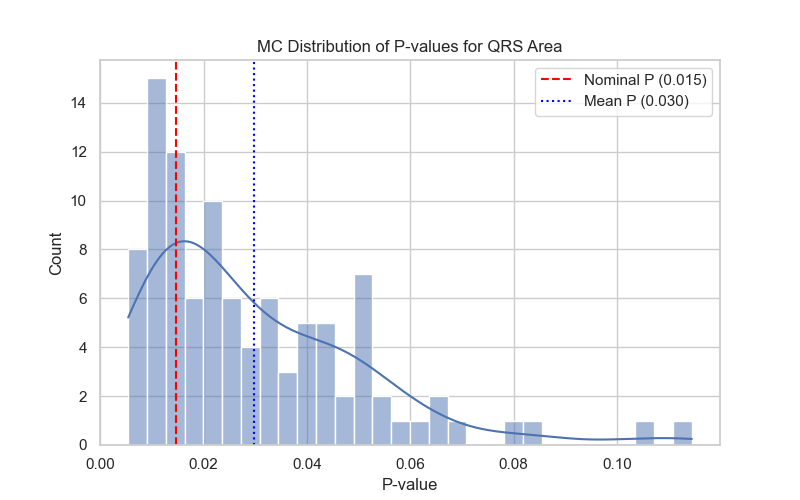 MC Distribution of P-values for QRS Area
Nominal P (0.015)
Mean P (0.030)
Count
14
12
10
8
6
4
2
0
0.00 0.02 0.04 0.06 0.08 0.10
P-value